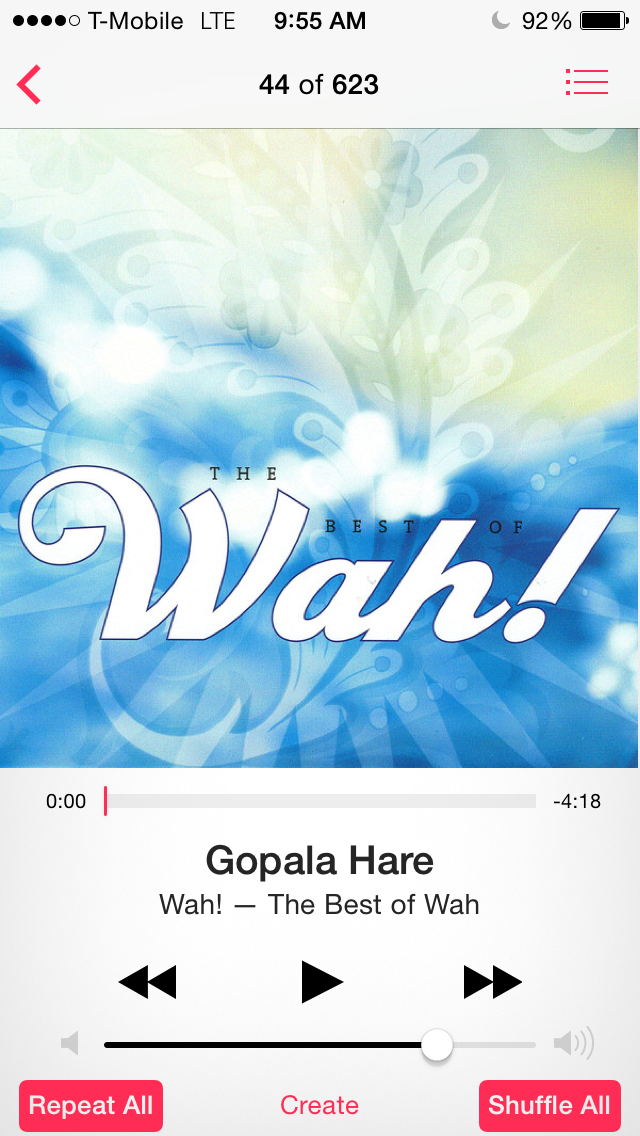 T-Mobile LTE 9:55 AM 92%
44 of 623
THE
BEST OF
Wah!
0:00 -4:18
Gopala Hare
Wah! — The Best of Wah
Repeat All Create Shuffle All